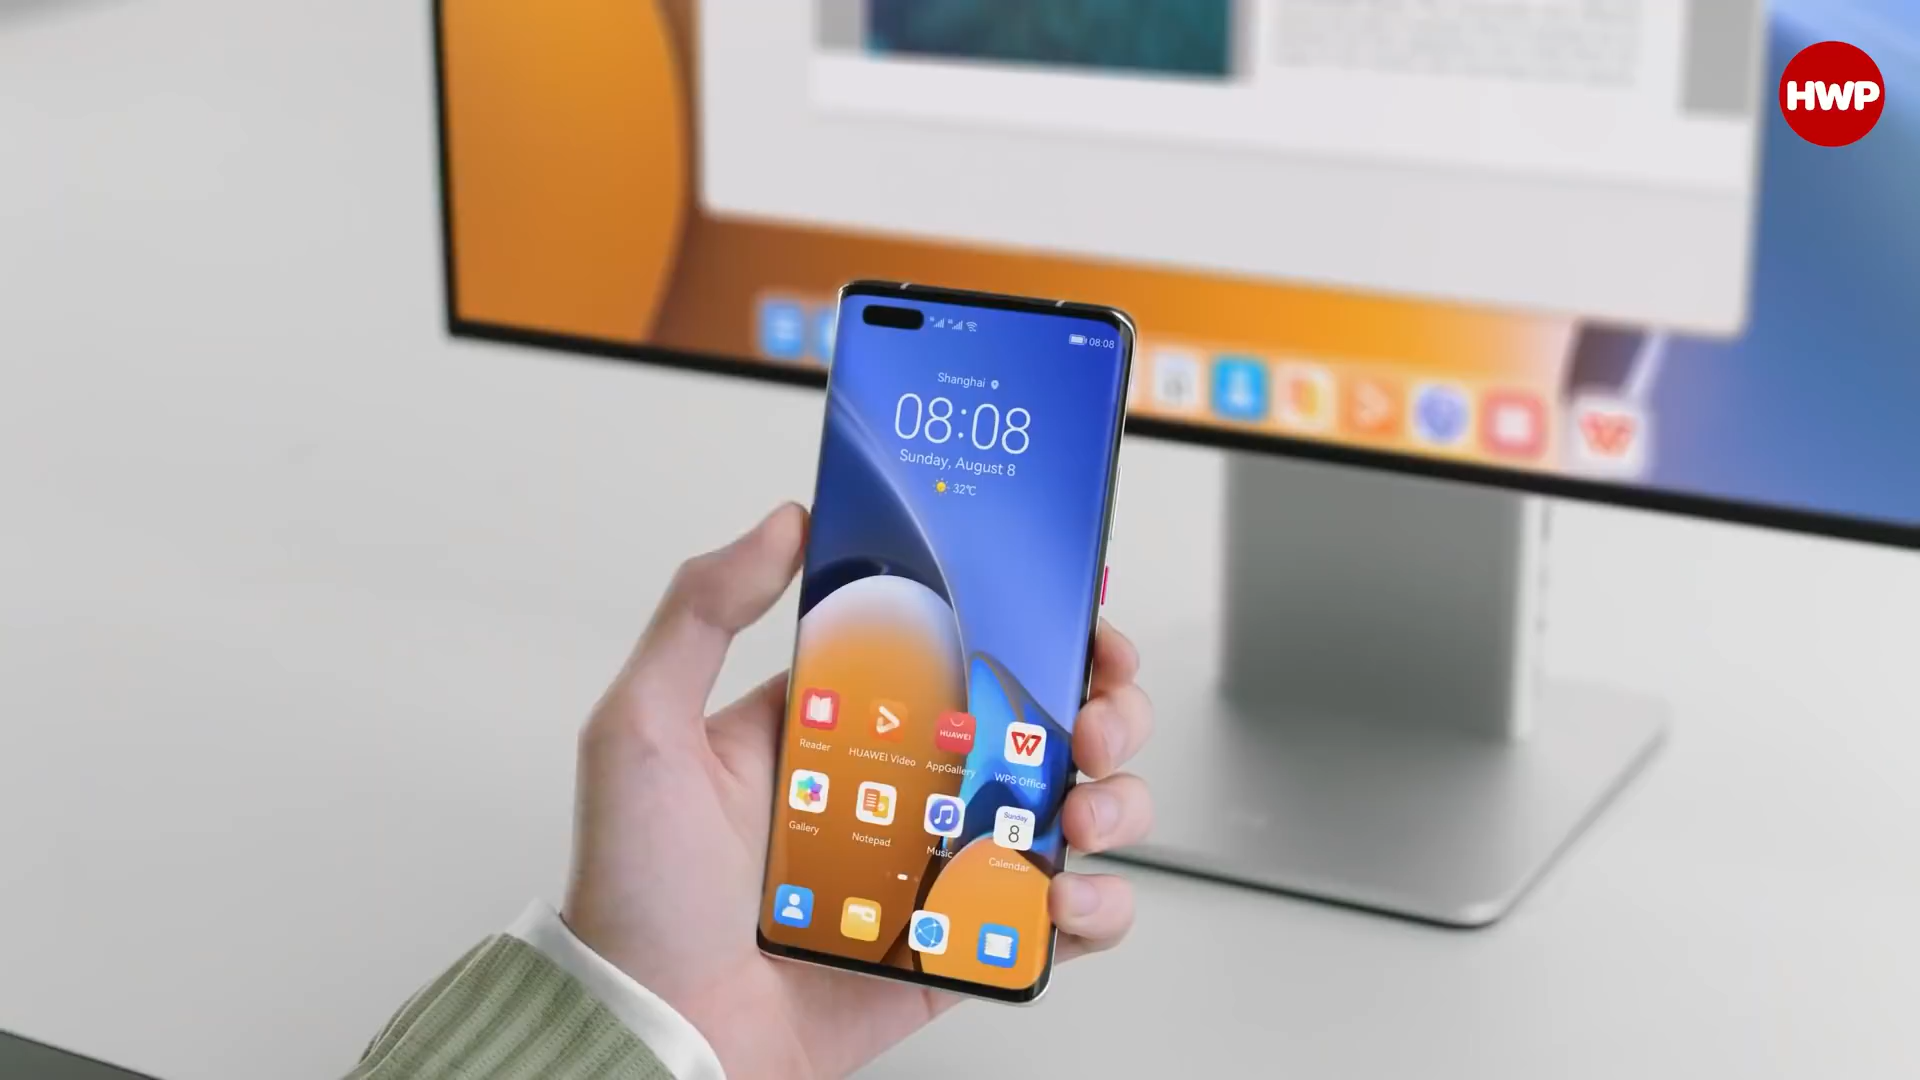 HWP
08:08
Shanghai
08:08
Sunday, August 8
32°C
Reader
HUAWEI Video
HUAWEI
AppGallery
WPS Office
Gallery
Notepad
Music
Sunday
8
Calendar